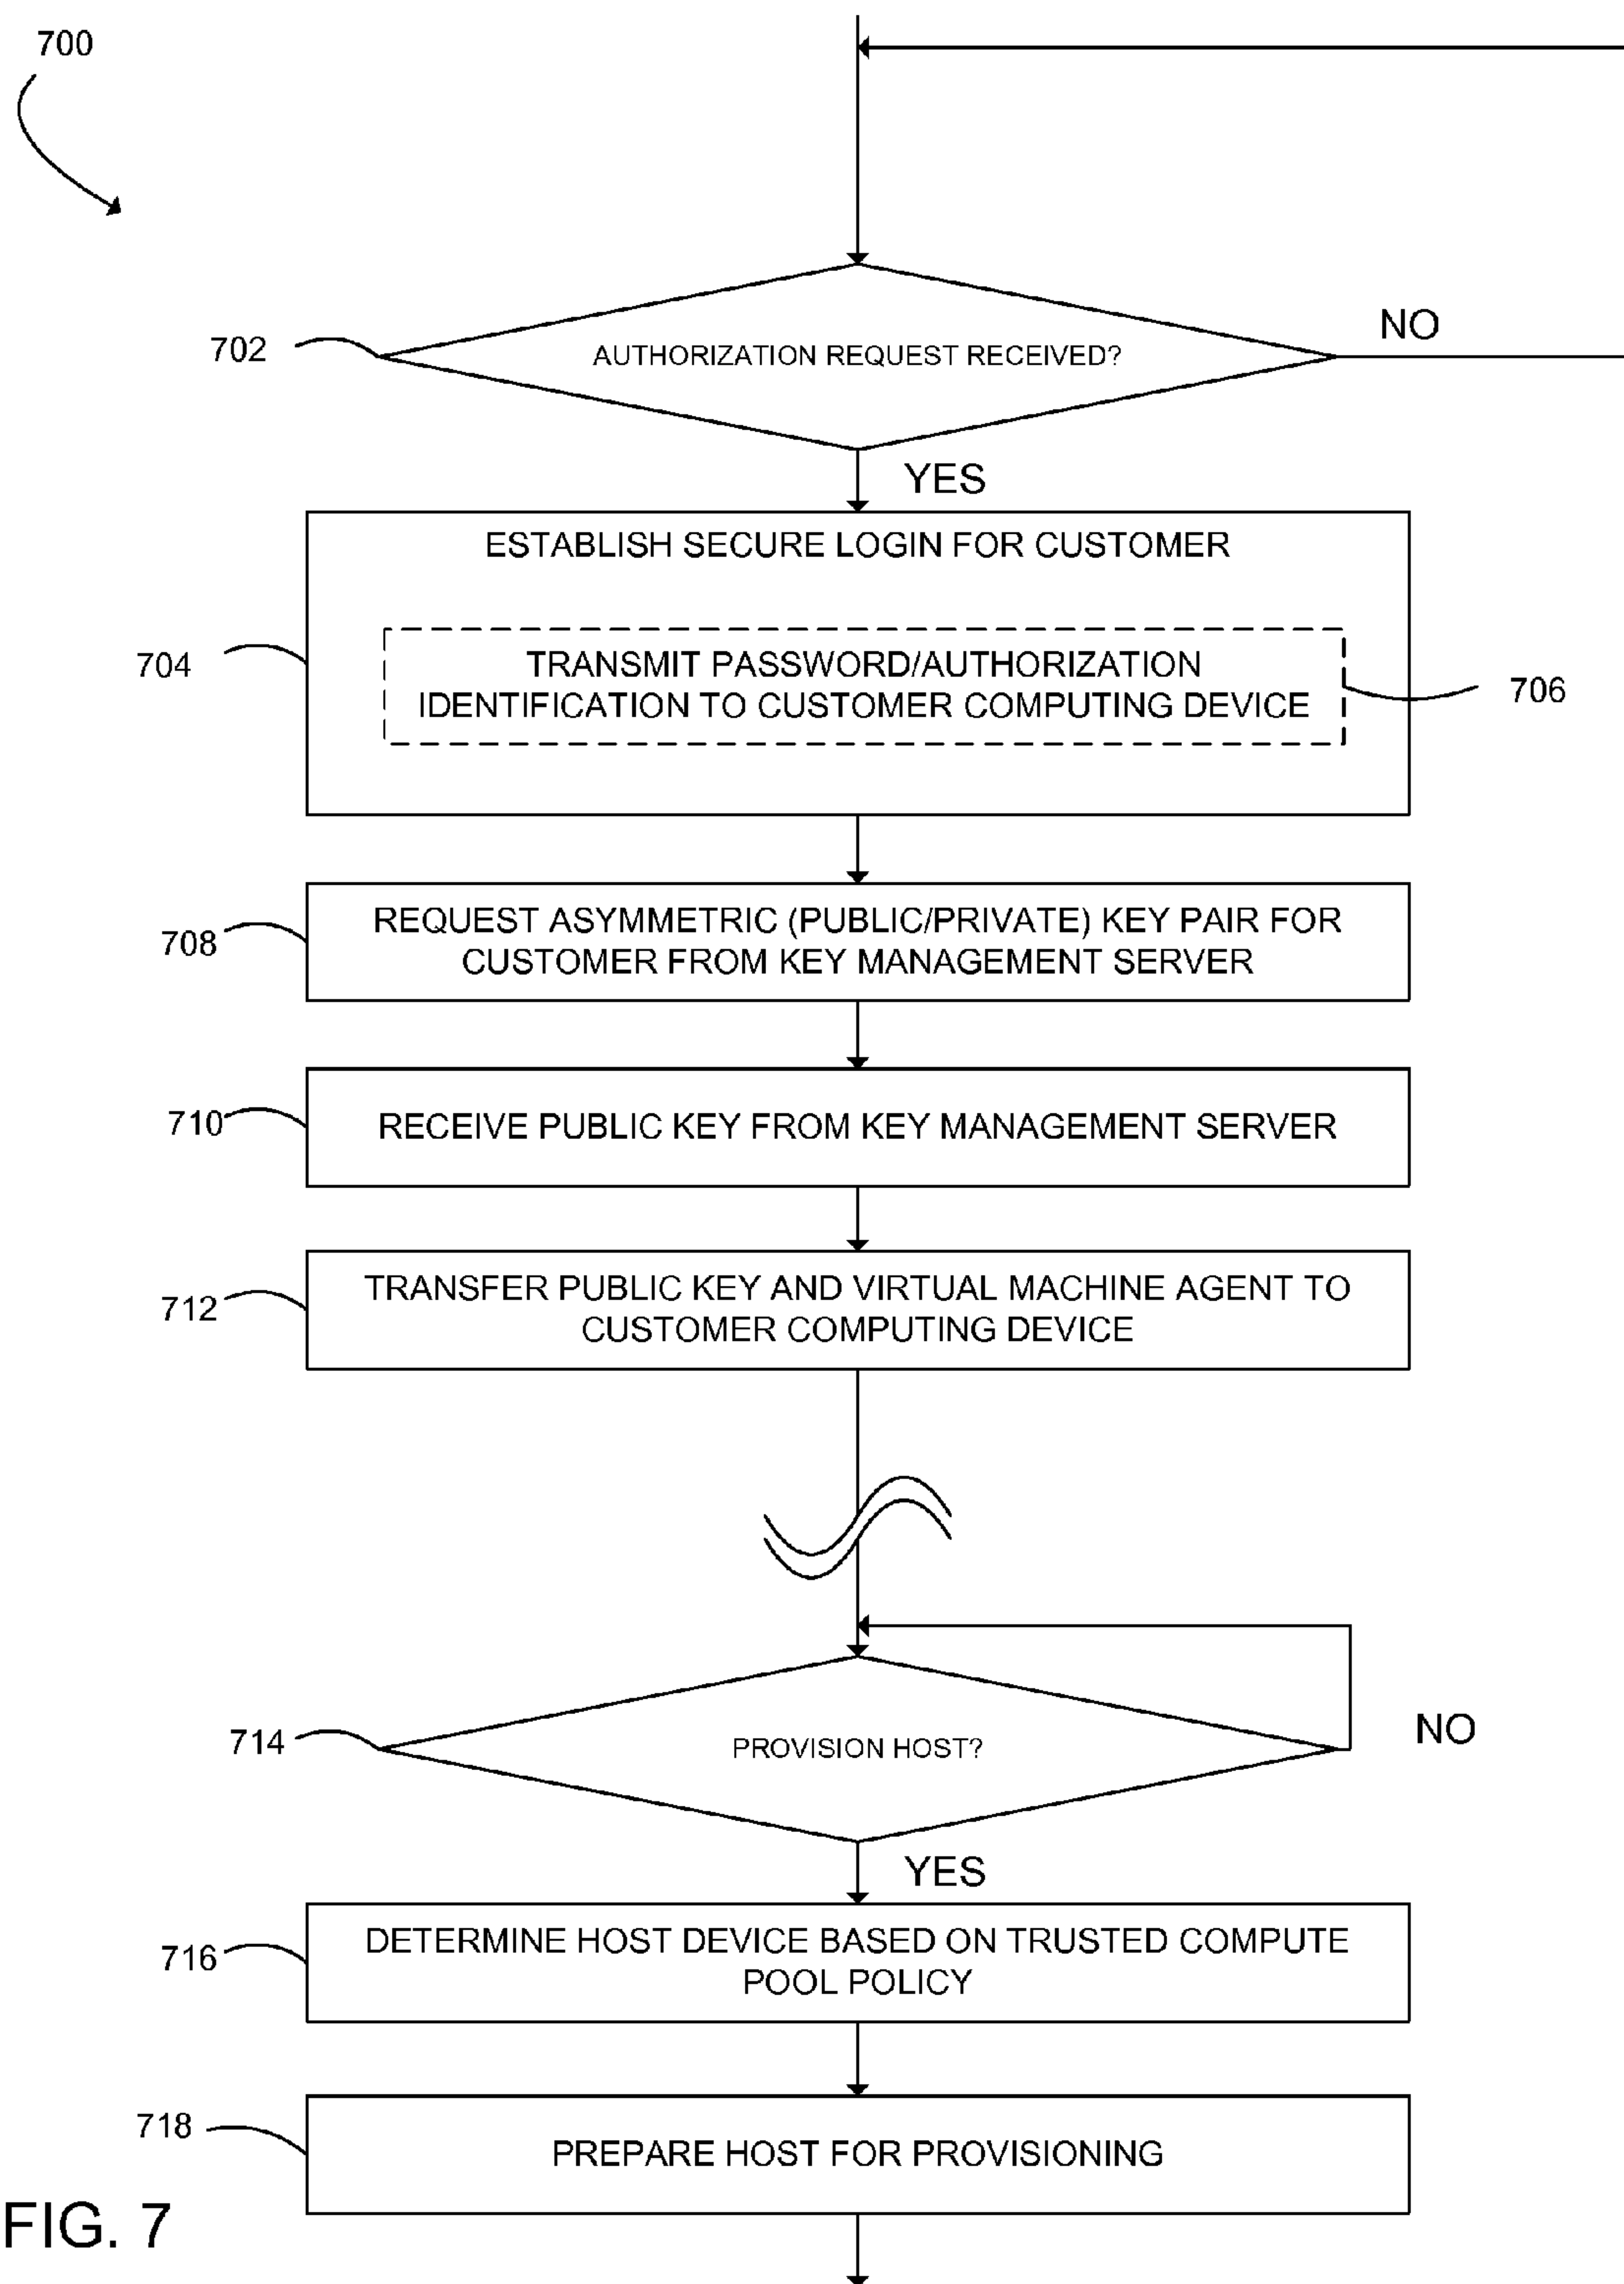 700
702
AUTHORIZATION REQUEST RECEIVED?
NO
YES
ESTABLISH SECURE LOGIN FOR CUSTOMER
704
TRANSMIT PASSWORD/AUTHORIZATION
IDENTIFICATION TO CUSTOMER COMPUTING DEVICE
706
708
REQUEST ASYMMETRIC (PUBLIC/PRIVATE) KEY PAIR FOR
CUSTOMER FROM KEY MANAGEMENT SERVER
710
RECEIVE PUBLIC KEY FROM KEY MANAGEMENT SERVER
712
TRANSFER PUBLIC KEY AND VIRTUAL MACHINE AGENT TO
CUSTOMER COMPUTING DEVICE
714
PROVISION HOST?
NO
YES
716
DETERMINE HOST DEVICE BASED ON TRUSTED COMPUTE
POOL POLICY
718
PREPARE HOST FOR PROVISIONING
FIG. 7